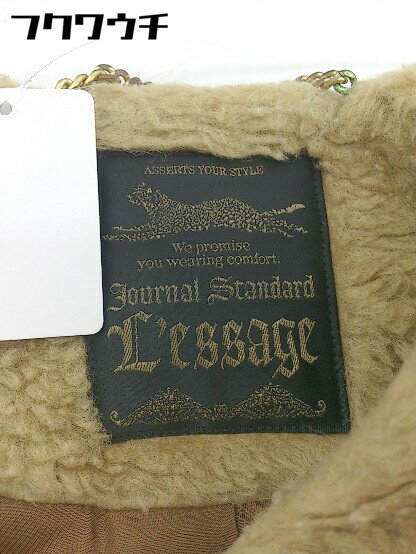 フクワウチ
ASSERTS YOUR STYLE
We promise
you wearing comfort.
Journal Standard
L'essage